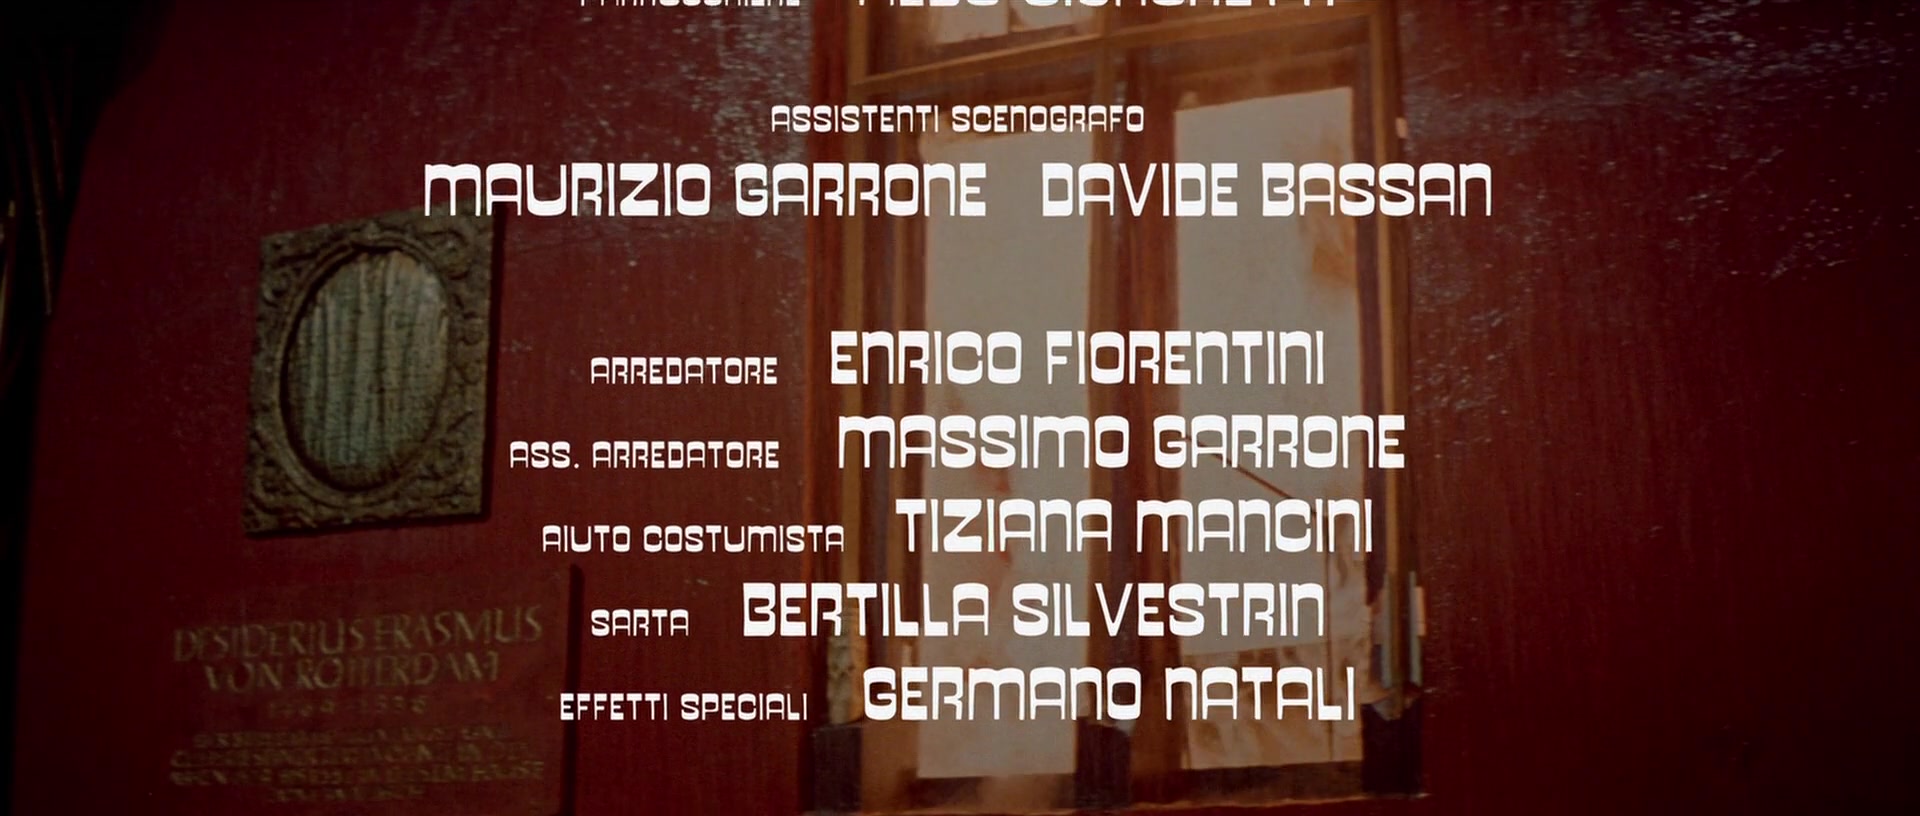 ASSISTENTI SCENOGRAFO
MAURIZIO GARRONE DAVIDE BASSAN
ARREDATORE ENRICO FIORENTINI
ASS. ARREDATORE MASSIMO GARRONE
AIUTO COSTUMISTA TIZIANA MANCINI
SARTA BERTILLA SILVESTRIN
EFFETTI SPECIALI GERMANO NATALI
DESIDERIUS ERASMUS
VON ROTTERDAM